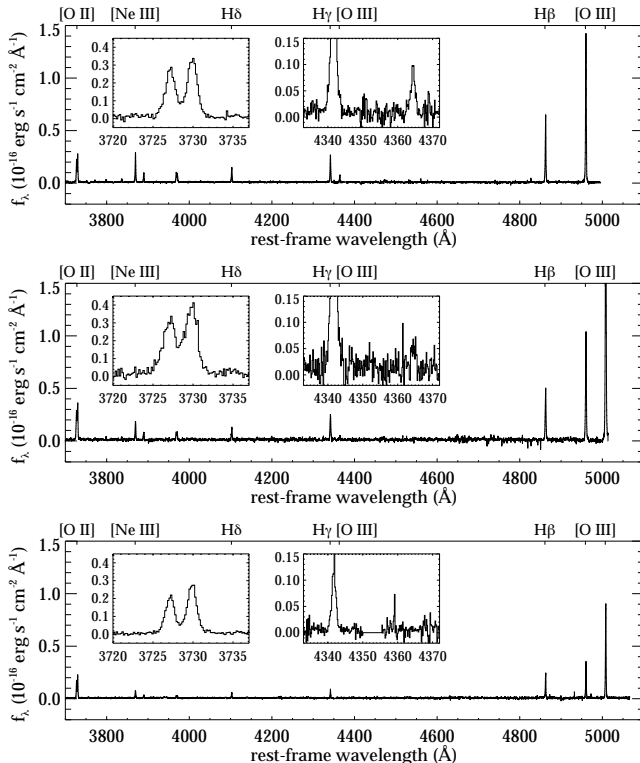 [O II] [Ne III] Hδ Hγ [O III] Hβ [O III]
1.5
1.0
0.5
0.0
f_λ (10⁻¹⁶ erg s⁻¹ cm⁻² Å⁻¹)
0.4
0.3
0.2
0.1
0.0
3720 3725 3730 3735
0.15
0.10
0.05
0.00
4340 4350 4360 4370
3800 4000 4200 4400 4600 4800 5000
rest-frame wavelength (Å)
[O II] [Ne III] Hδ Hγ [O III] Hβ [O III]
1.5
1.0
0.5
0.0
f_λ (10⁻¹⁶ erg s⁻¹ cm⁻² Å⁻¹)
0.4
0.3
0.2
0.1
0.0
3720 3725 3730 3735
0.15
0.10
0.05
0.00
4340 4350 4360 4370
3800 4000 4200 4400 4600 4800 5000
rest-frame wavelength (Å)
[O II] [Ne III] Hδ Hγ [O III] Hβ [O III]
1.5
1.0
0.5
0.0
f_λ (10⁻¹⁶ erg s⁻¹ cm⁻² Å⁻¹)
0.4
0.3
0.2
0.1
0.0
3720 3725 3730 3735
0.15
0.10
0.05
0.00
4340 4350 4360 4370
3800 4000 4200 4400 4600 4800 5000
rest-frame wavelength (Å)